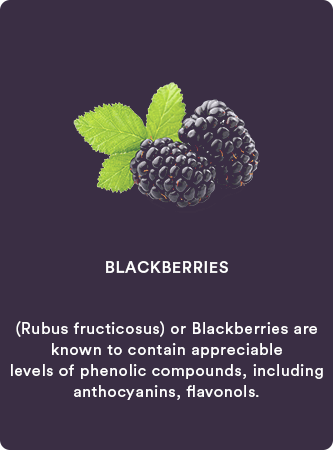 BLACKBERRIES
(Rubus fructicosus) or Blackberries are
known to contain appreciable
levels of phenolic compounds, including
anthocyanins, flavonols.